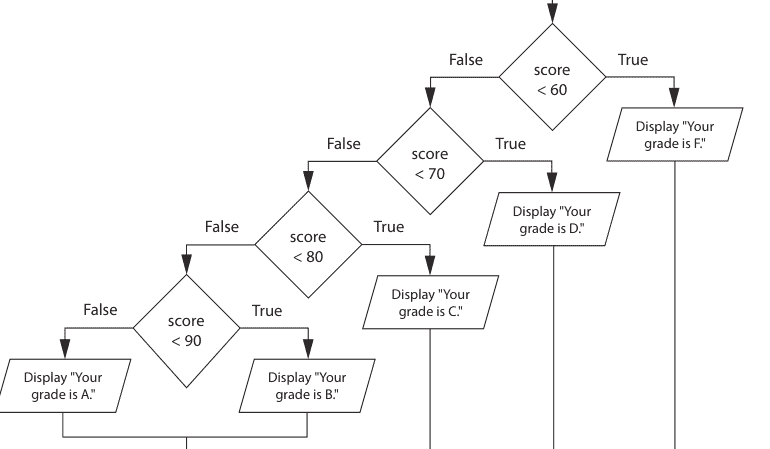 False
True
score
< 60
Display "Your
grade is F."
False
True
score
< 70
Display "Your
grade is D."
False
True
score
< 80
Display "Your
grade is C."
False
True
score
< 90
Display "Your
grade is A."
Display "Your
grade is B."